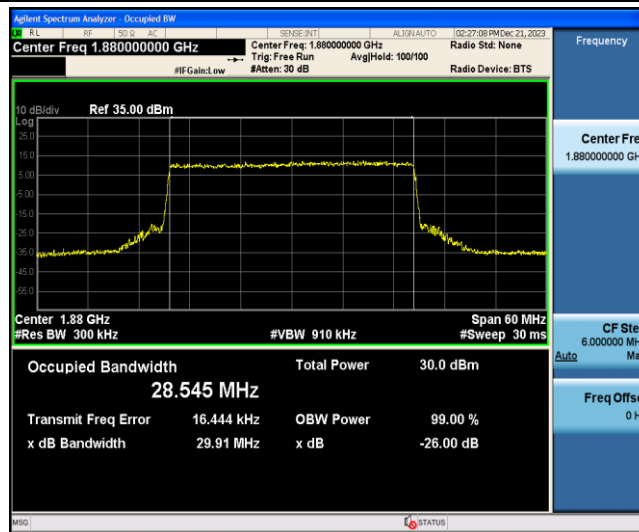 Agilent Spectrum Analyzer - Occupied BW
RL RF 50 Ω AC SENSE:INT ALIGNAUTO 02:27:08 PM Dec 21, 2023
Center Freq 1.880000000 GHz
Center Freq: 1.880000000 GHz Radio Std: None
Trig: Free Run Avg|Hold: 100/100
#IFGain:Low #Atten: 30 dB Radio Device: BTS
Frequency
10 dB/div Ref 35.00 dBm
Log
25.0
15.0
5.00
-5.00
-15.0
-25.0
-35.0
-45.0
-55.0
Center 1.88 GHz Span 60 MHz
#Res BW 300 kHz #VBW 910 kHz #Sweep 30 ms
Center Fre
1.880000000 GH
CF Ste
6.000000 MH
Auto Ma
Freq Offse
0 H
Occupied Bandwidth Total Power 30.0 dBm
28.545 MHz
Transmit Freq Error 16.444 kHz OBW Power 99.00 %
x dB Bandwidth 29.91 MHz x dB -26.00 dB
MSG STATUS